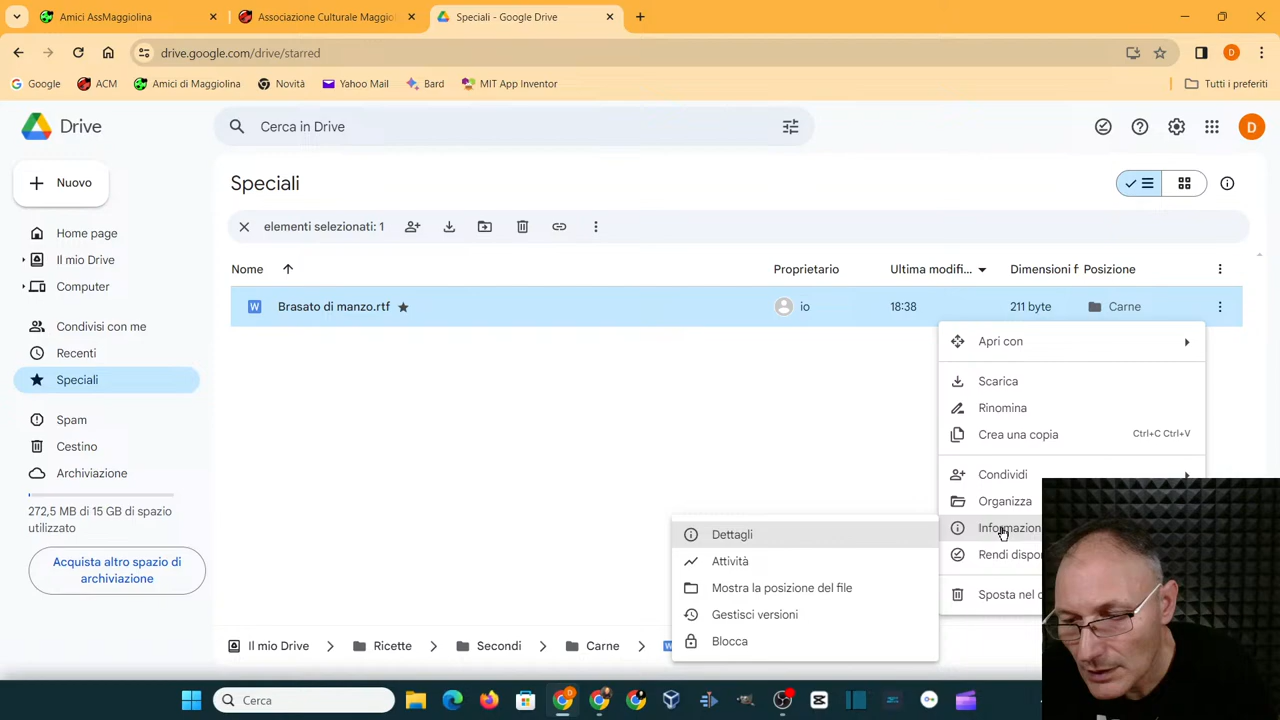 Amici AssMaggiolina
Associazione Culturale Maggio
Speciali - Google Drive
drive.google.com/drive/starred
Google
ACM
Amici di Maggiolina
Novità
Yahoo Mail
Bard
MIT App Inventor
Tutti i preferiti
Drive
Cerca in Drive
D
Nuovo
Speciali
elementi selezionati: 1
Home page
Il mio Drive
Computer
Condivisi con me
Recenti
Speciali
Spam
Cestino
Archiviazione
272,5 MB di 15 GB di spazio
utilizzato
Acquista altro spazio di
archiviazione
Nome
Proprietario
Ultima modifi...
Dimensioni f
Posizione
W
Brasato di manzo.rtf
io
18:38
211 byte
Carne
Apri con
Scarica
Rinomina
Crea una copia
Ctrl+C Ctrl+V
Condividi
Organizza
Informazion
Rendi dispo
Sposta nel
Dettagli
Attività
Mostra la posizione del file
Gestisci versioni
Blocca
Il mio Drive
Ricette
Secondi
Carne
Cerca